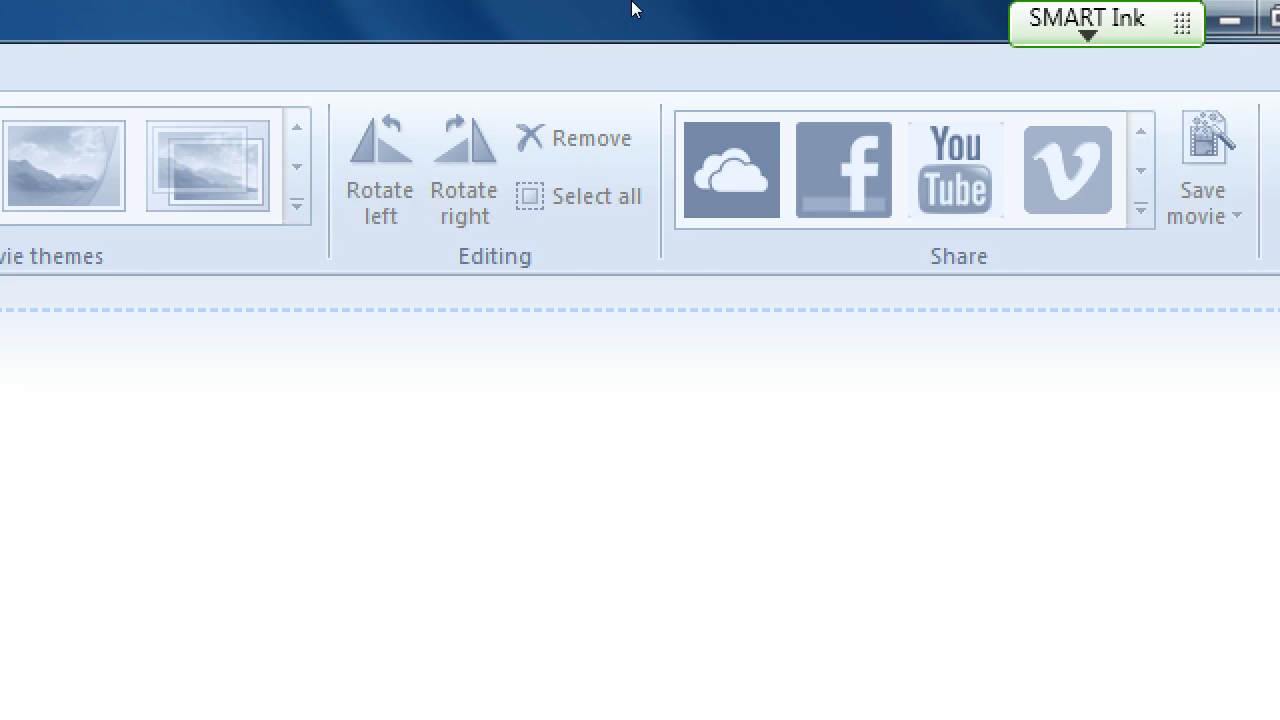 SMART Ink
Remove
Rotate left
Rotate right
Select all
You Tube
Save movie
vie themes
Editing
Share